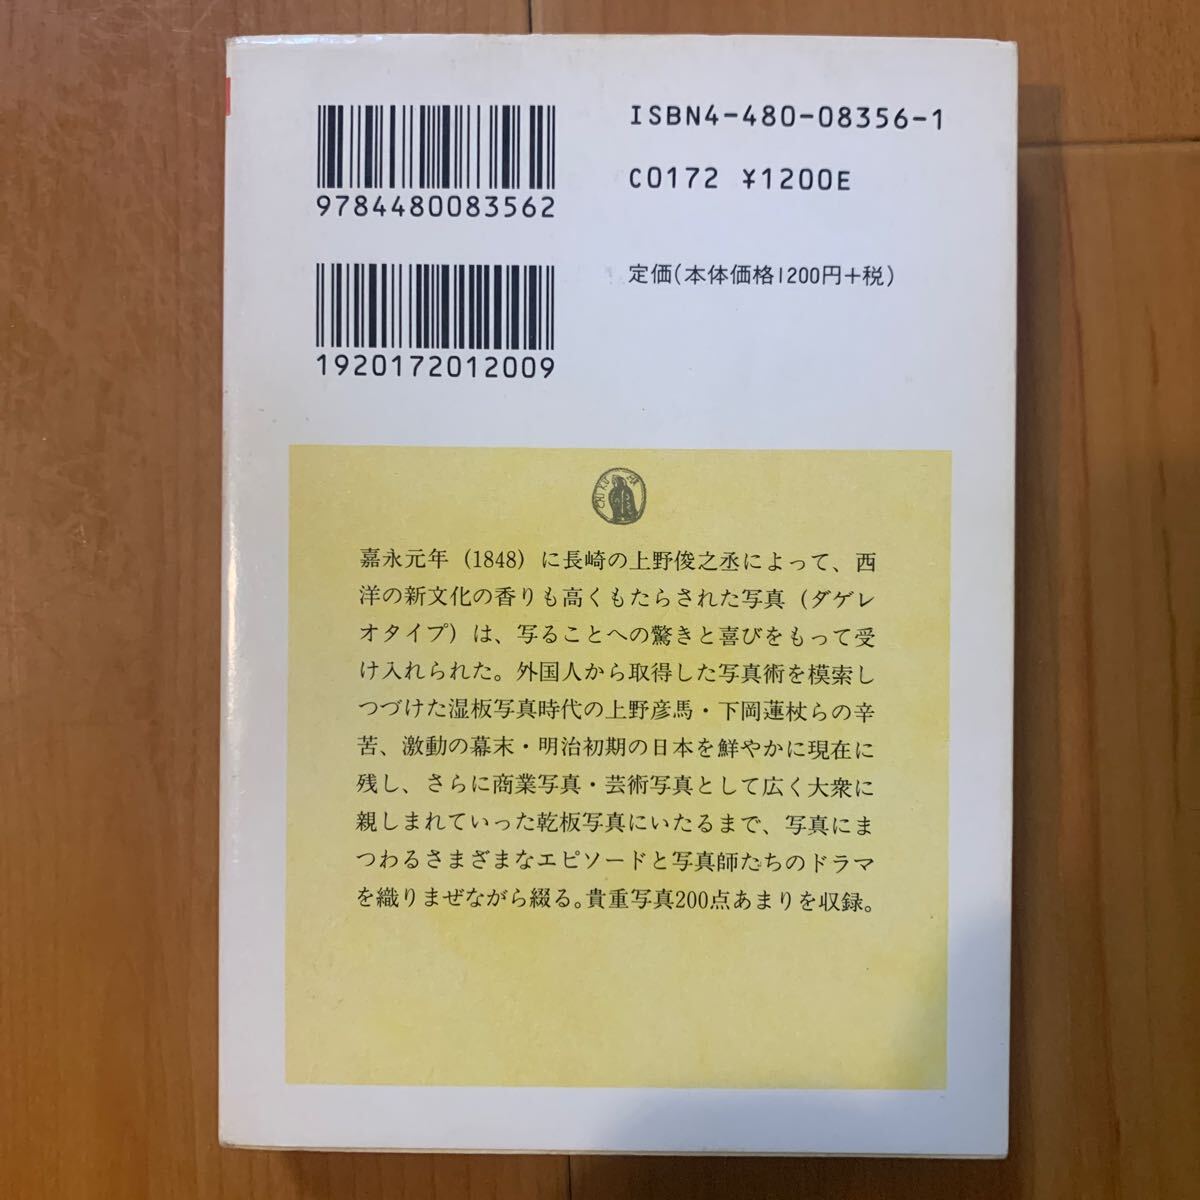 ISBN4-480-08356-1
9784480083562
C0172 ¥1200E
定価(本体価格1200円+税)
1920172012009
嘉永元年(1848)に長崎の上野俊之丞によって、西
洋の新文化の香りも高くもたらされた写真(ダゲレ
オタイプ)は、写ることへの驚きと喜びをもって受
け入れられた。外国人から取得した写真術を模索し
つづけた湿板写真時代の上野彦馬・下岡蓮杖らの辛
苦、激動の幕末・明治初期の日本を鮮やかに現在に
残し、さらに商業写真・芸術写真として広く大衆に
親しまれていった乾板写真にいたるまで、写真にま
つわるさまざまなエピソードと写真師たちのドラマ
を織りまぜながら綴る。貴重写真200点あまりを収録。